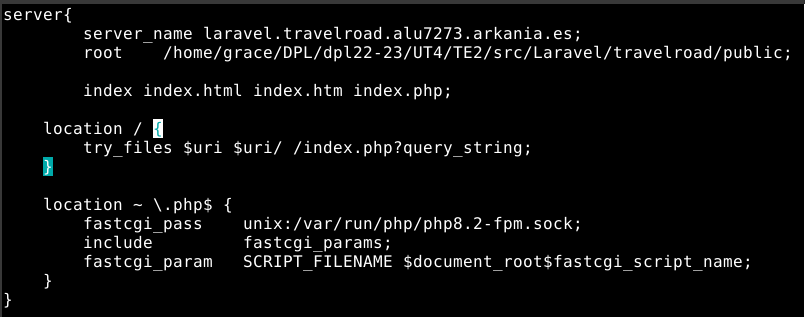 server{
        server_name laravel.travelroad.alu7273.arkania.es;
        root    /home/grace/DPL/dpl22-23/UT4/TE2/src/Laravel/travelroad/public;

        index index.html index.htm index.php;

    location / {
        try_files $uri $uri/ /index.php?query_string;
    }

    location ~ \.php$ {
        fastcgi_pass    unix:/var/run/php/php8.2-fpm.sock;
        include         fastcgi_params;
        fastcgi_param   SCRIPT_FILENAME $document_root$fastcgi_script_name;
    }
}